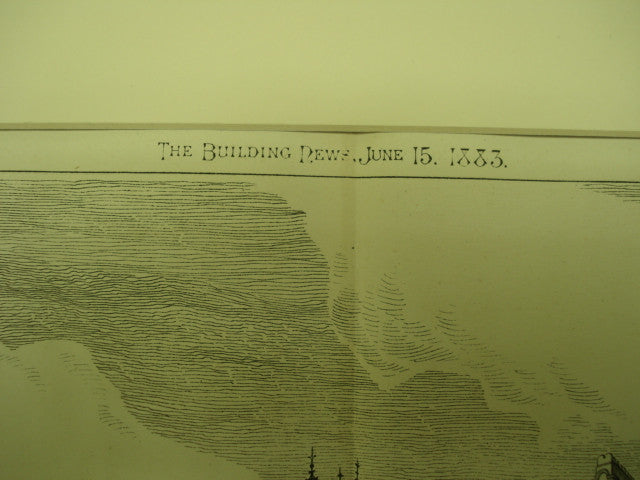 The Building News, June 15, 1883.